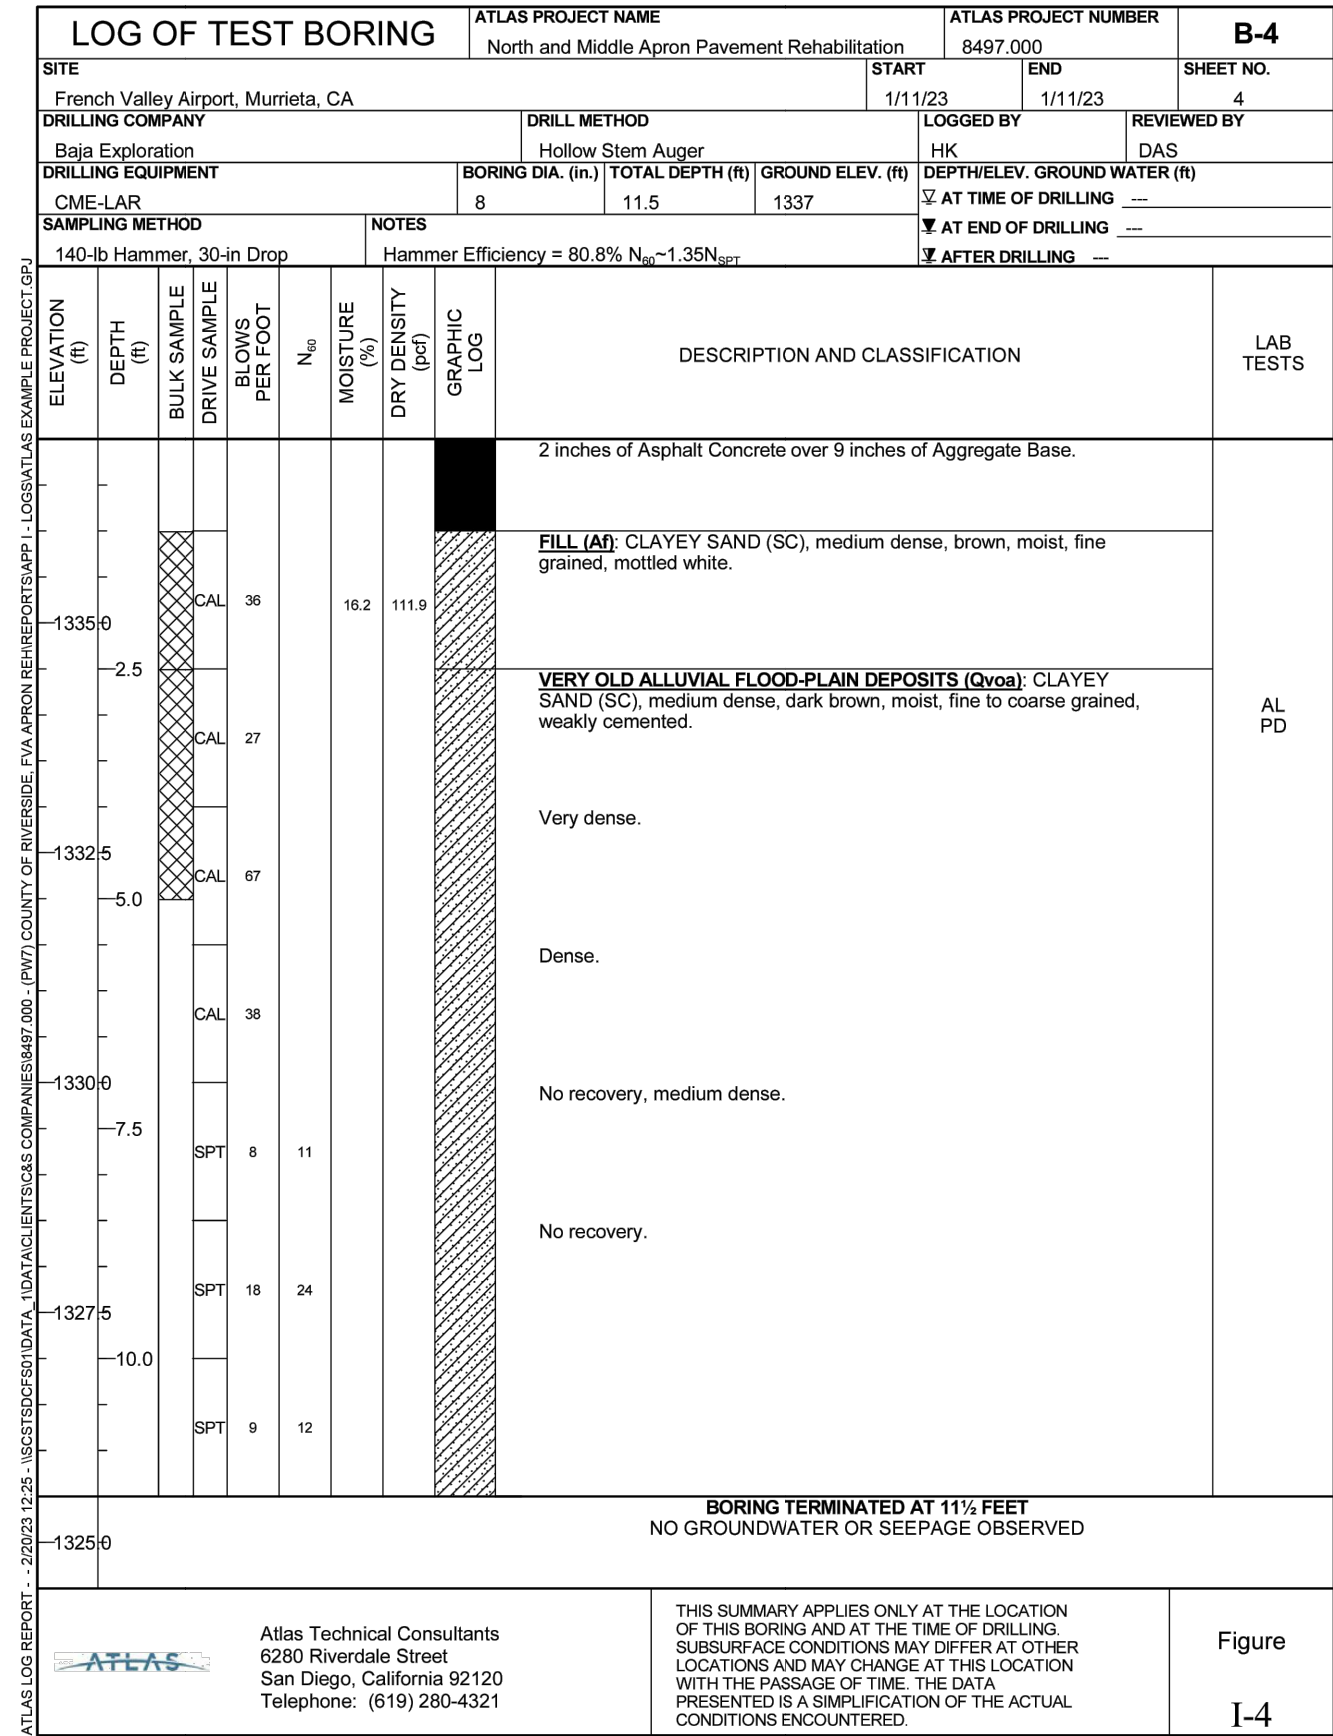 LOG OF TEST BORING
ATLAS PROJECT NAME
North and Middle Apron Pavement Rehabilitation
ATLAS PROJECT NUMBER
8497.000
B-4
SITE
French Valley Airport, Murrieta, CA
START
1/11/23
END
1/11/23
SHEET NO.
4
DRILLING COMPANY
Baja Exploration
DRILL METHOD
Hollow Stem Auger
LOGGED BY
HK
REVIEWED BY
DAS
DRILLING EQUIPMENT
CME-LAR
BORING DIA. (in.)
8
TOTAL DEPTH (ft)
11.5
GROUND ELEV. (ft)
1337
DEPTH/ELEV. GROUND WATER (ft)
AT TIME OF DRILLING ---
AT END OF DRILLING ---
AFTER DRILLING ---
SAMPLING METHOD
140-lb Hammer, 30-in Drop
NOTES
Hammer Efficiency = 80.8% N60~1.35NSPT
ELEVATION
(ft)
DEPTH
(ft)
BULK SAMPLE
DRIVE SAMPLE
BLOWS
PER FOOT
N60
MOISTURE
(%)
DRY DENSITY
(pcf)
GRAPHIC
LOG
DESCRIPTION AND CLASSIFICATION
LAB
TESTS
2 inches of Asphalt Concrete over 9 inches of Aggregate Base.
FILL (Af): CLAYEY SAND (SC), medium dense, brown, moist, fine
grained, mottled white.
CAL 36 16.2 111.9
1335.0
2.5
VERY OLD ALLUVIAL FLOOD-PLAIN DEPOSITS (Qvoa): CLAYEY
SAND (SC), medium dense, dark brown, moist, fine to coarse grained,
weakly cemented.
AL
PD
CAL 27
Very dense.
1332.5
CAL 67
5.0
Dense.
CAL 38
1330.0
No recovery, medium dense.
7.5
SPT 8 11
No recovery.
SPT 18 24
1327.5
10.0
SPT 9 12
BORING TERMINATED AT 11½ FEET
NO GROUNDWATER OR SEEPAGE OBSERVED
1325.0
ATLAS LOG REPORT - - 2/20/23 12:25 - \\SCSTSDCFS01\DATA_1\DATA\CLIENTS\C&S COMPANIES\8497.000 - (PW7) COUNTY OF RIVERSIDE, FVA APRON REH\REPORTS\APP I - LOGS\ATLAS EXAMPLE PROJECT.GPJ
ATLAS
Atlas Technical Consultants
6280 Riverdale Street
San Diego, California 92120
Telephone: (619) 280-4321
THIS SUMMARY APPLIES ONLY AT THE LOCATION
OF THIS BORING AND AT THE TIME OF DRILLING.
SUBSURFACE CONDITIONS MAY DIFFER AT OTHER
LOCATIONS AND MAY CHANGE AT THIS LOCATION
WITH THE PASSAGE OF TIME. THE DATA
PRESENTED IS A SIMPLIFICATION OF THE ACTUAL
CONDITIONS ENCOUNTERED.
Figure
I-4